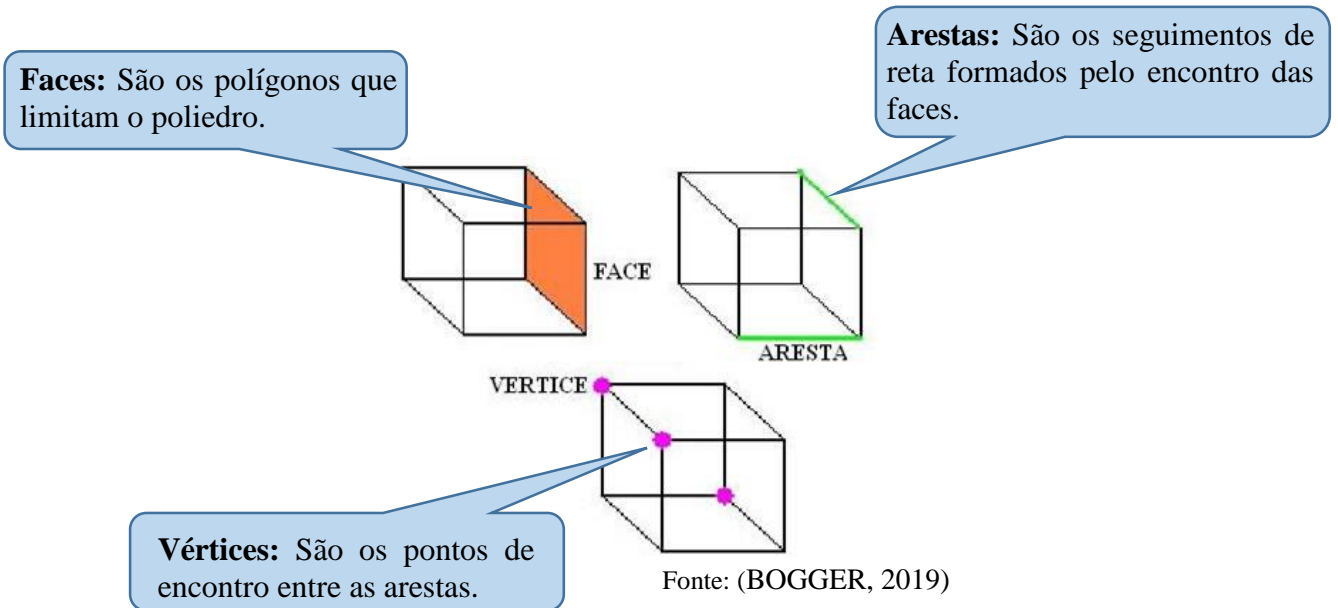 Faces: São os polígonos que
limitam o poliedro.
Arestas: São os seguimentos de
reta formados pelo encontro das
faces.
FACE
ARESTA
VERTICE
Vértices: São os pontos de
encontro entre as arestas.
Fonte: (BOGGER, 2019)